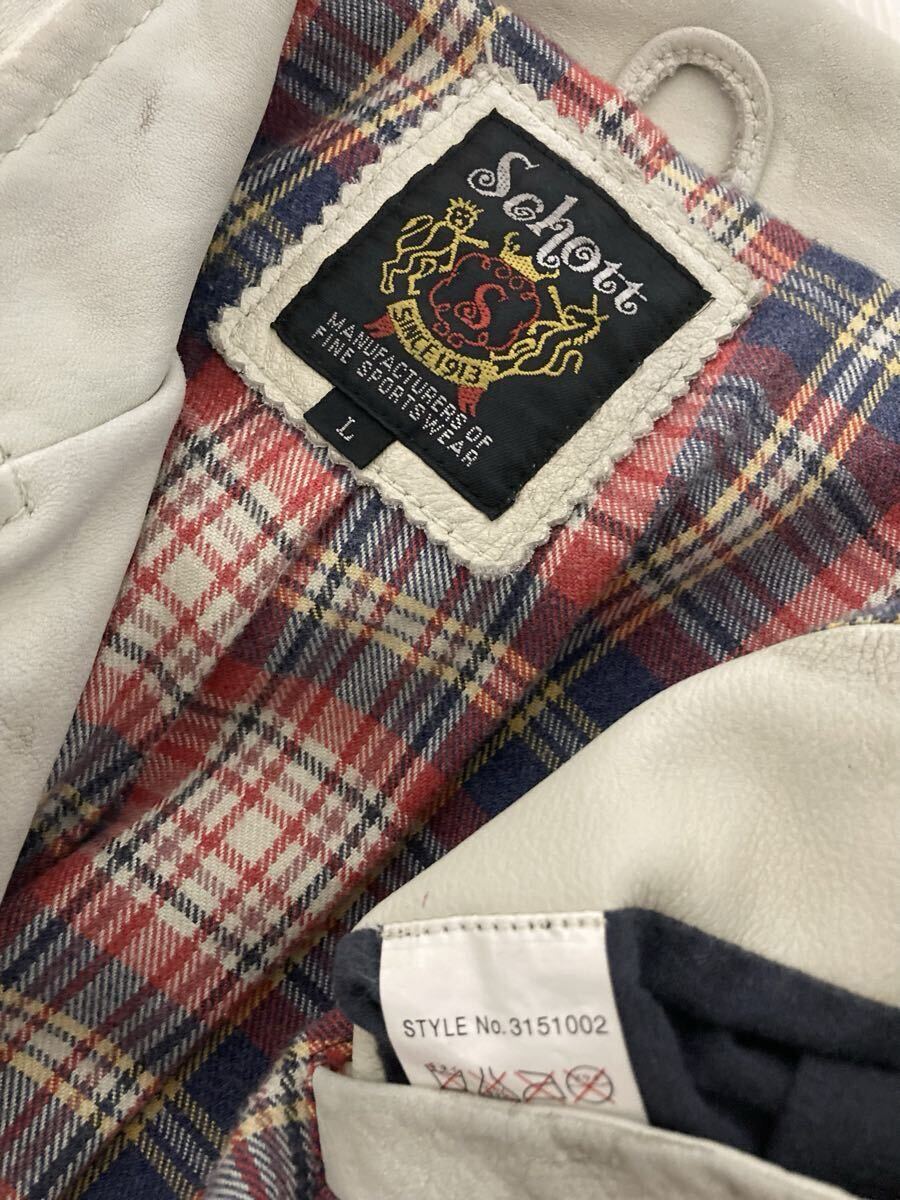 Schott
S
SINCE 1913
MANUFACTURERS OF
FINE SPORTSWEAR
L
STYLE No.3151002